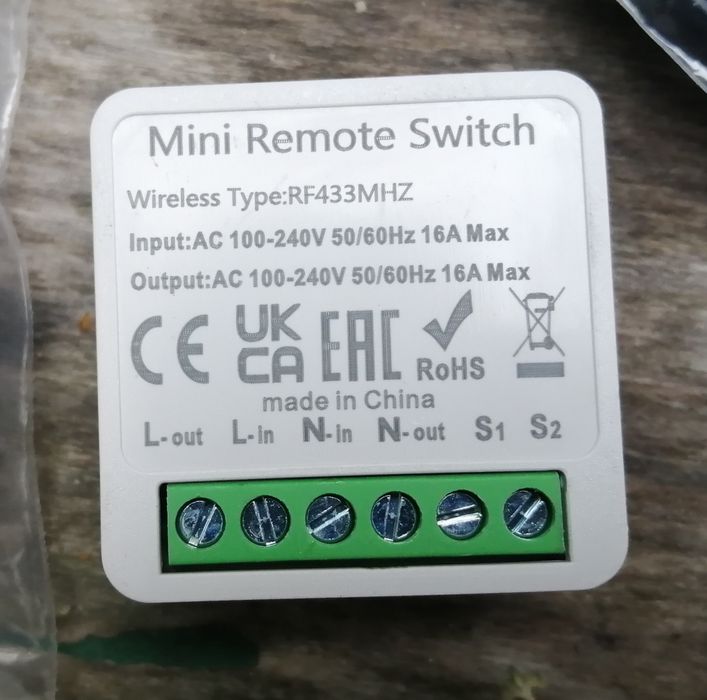 Mini Remote Switch
Wireless Type:RF433MHZ
Input:AC 100-240V 50/60Hz 16A Max
Output:AC 100-240V 50/60Hz 16A Max
CE UK CA EAC RoHS
made in China
L-out L-in N-in N-out S1 S2